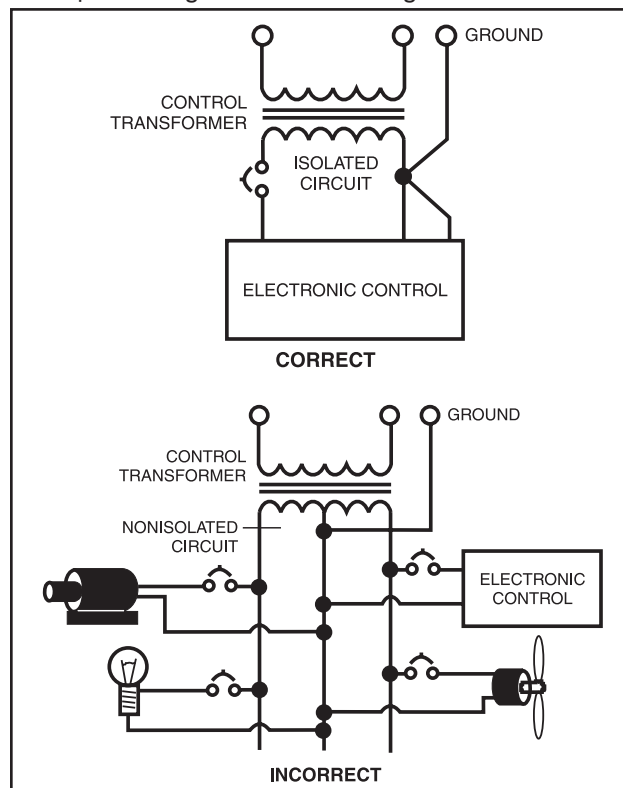 GROUND
CONTROL
TRANSFORMER
ISOLATED
CIRCUIT
ELECTRONIC CONTROL
CORRECT
GROUND
CONTROL
TRANSFORMER
NONISOLATED
CIRCUIT
ELECTRONIC
CONTROL
INCORRECT